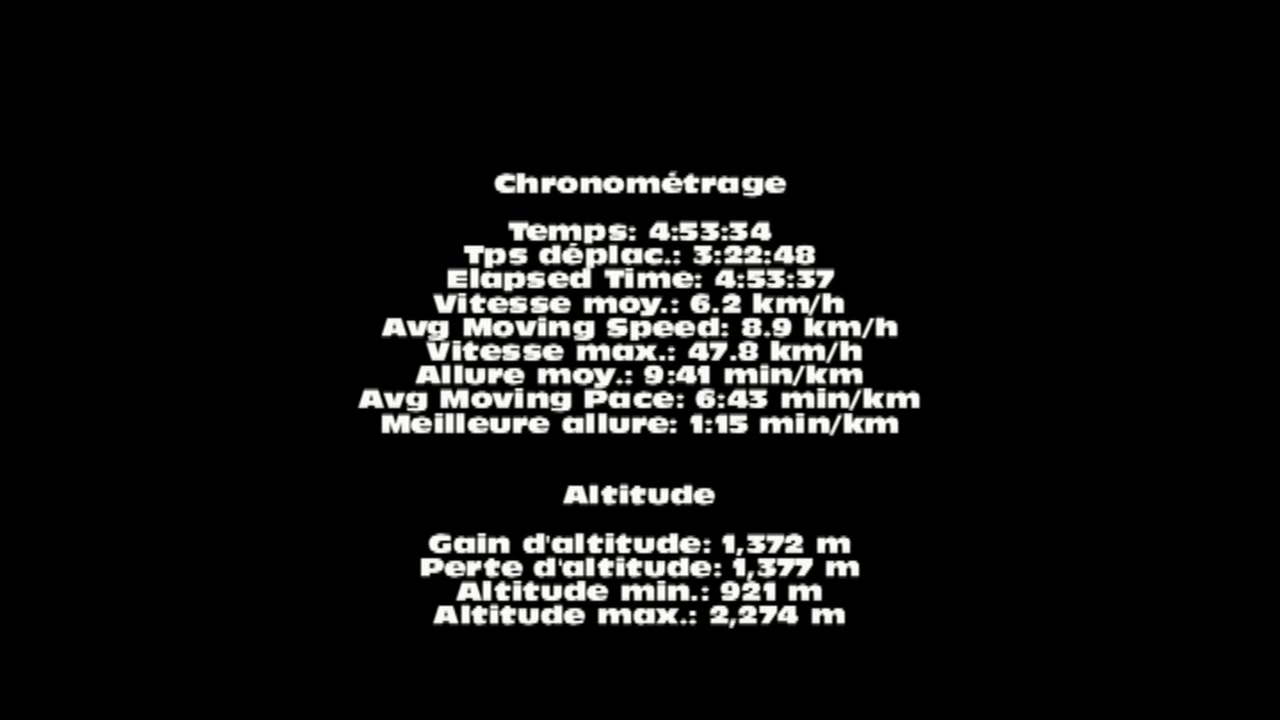 Chronométrage
Temps: 4:53:34
Tps déplac.: 3:22:48
Elapsed Time: 4:53:37
Vitesse moy.: 6.2 km/h
Avg Moving Speed: 8.9 km/h
Vitesse max.: 47.8 km/h
Allure moy.: 9:41 min/km
Avg Moving Pace: 6:43 min/km
Meilleure allure: 1:15 min/km
Altitude
Gain d'altitude: 1,372 m
Perte d'altitude: 1,377 m
Altitude min.: 921 m
Altitude max.: 2,274 m